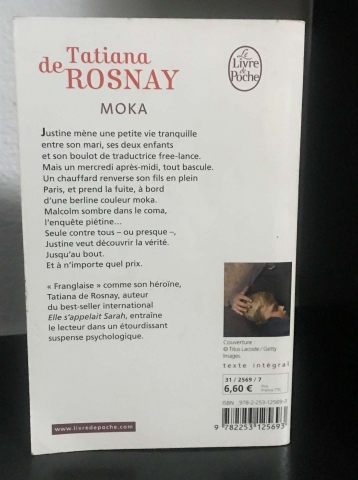 Tatiana
de ROSNAY
Le
Livre
de
Poche
MOKA
Justine mène une petite vie tranquille
entre son mari, ses deux enfants
et son boulot de traductrice free-lance.
Mais un mercredi après-midi, tout bascule.
Un chauffard renverse son fils en plein
Paris, et prend la fuite, à bord
d'une berline couleur moka.
Malcolm sombre dans le coma,
l'enquête piétine…
Seule contre tous – ou presque –,
Justine veut découvrir la vérité.
Jusqu'au bout.
Et à n'importe quel prix.
« Franglaise » comme son héroïne,
Tatiana de Rosnay, auteur
du best-seller international
Elle s'appelait Sarah, entraîne
le lecteur dans un étourdissant
suspense psychologique.
Couverture :
© Titus Lacoste / Getty
Images.
texte intégral
31 / 2569 / 7
6,60 €
Prix
France TTC
ISBN : 978-2-253-12569-3
9 782253 125693
www.livredepoche.com